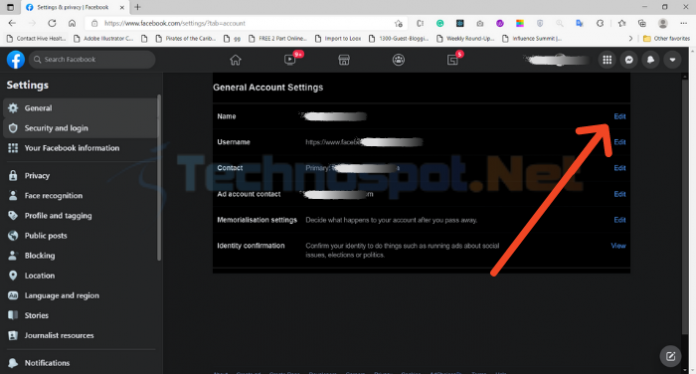 Settings & privacy | Facebook
https://www.facebook.com/settings/?tab=account
Contact Hive Health... Adobe Illustrator C... Pirates of the Carib... gg FREE 2 Part Online... Import to Loox 1399-Guest-Bloggi... Weekly Round-Up... Influence Summit |... Other favorites
Search Facebook
9+
5
Settings
General
Security and login
Your Facebook information
Privacy
Face recognition
Profile and tagging
Public posts
Blocking
Location
Language and region
Stories
Journalist resources
Notifications
General Account Settings
Name Edit
Username https://www.faceb Edit
Contact Primary: s Edit
Ad account contact m Edit
Memorialisation settings Decide what happens to your account after you pass away. Edit
Identity confirmation Confirm your identity to do things such as running ads about social View
issues, elections or politics.
Technospot.Net